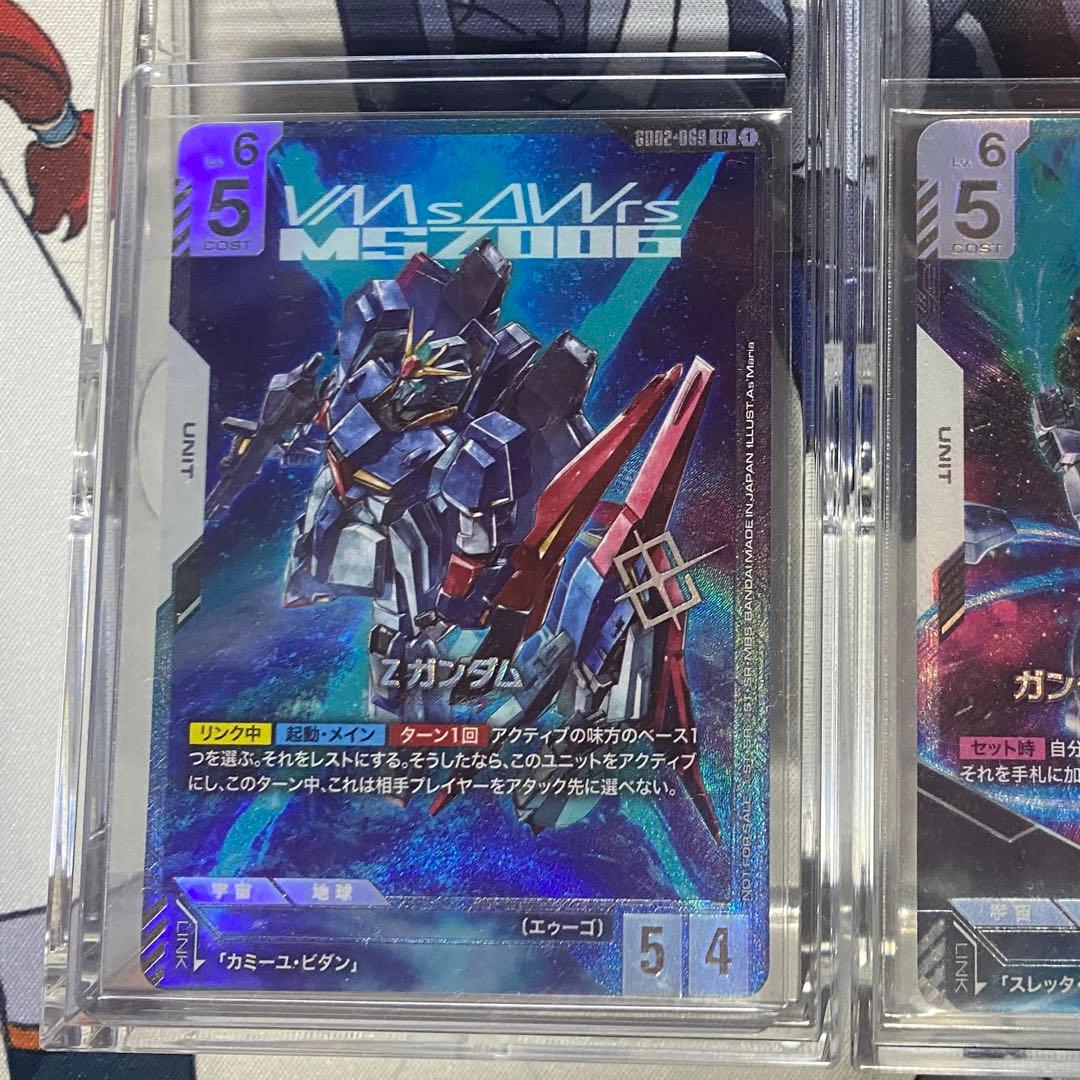 Lv. 6
5
COST
GD02-069 LR 1
VMsAWrs
MSZ006
UNIT
Zガンダム
リンク中 起動・メイン ターン1回 アクティブの味方のベース1
つを選ぶ。それをレストにする。そうしたなら、このユニットをアクティブ
にし、このターン中、これは相手プレイヤーをアタック先に選べない。
宇宙 地球
(エゥーゴ)
LINK
「カミーユ・ビダン」
5 4
BANDAI MADE IN JAPAN ILLUST. As'Maria
NOT FOR SALE
Lv. 6
5
COST
UNIT
ガン
セット時 自分
それを手札に加
宇宙
LINK
「スレッタ・